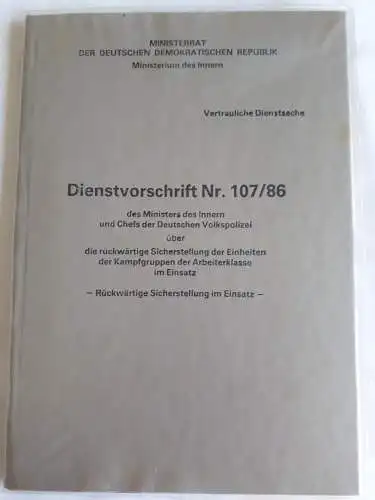 MINISTERRAT
DER DEUTSCHEN DEMOKRATISCHEN REPUBLIK
Ministerium des Innern
Vertrauliche Dienstsache
Dienstvorschrift Nr. 107/86
des Ministers des Innern
und Chefs der Deutschen Volkspolizei
über
die rückwärtige Sicherstellung der Einheiten
der Kampfgruppen der Arbeiterklasse
im Einsatz
– Rückwärtige Sicherstellung im Einsatz –